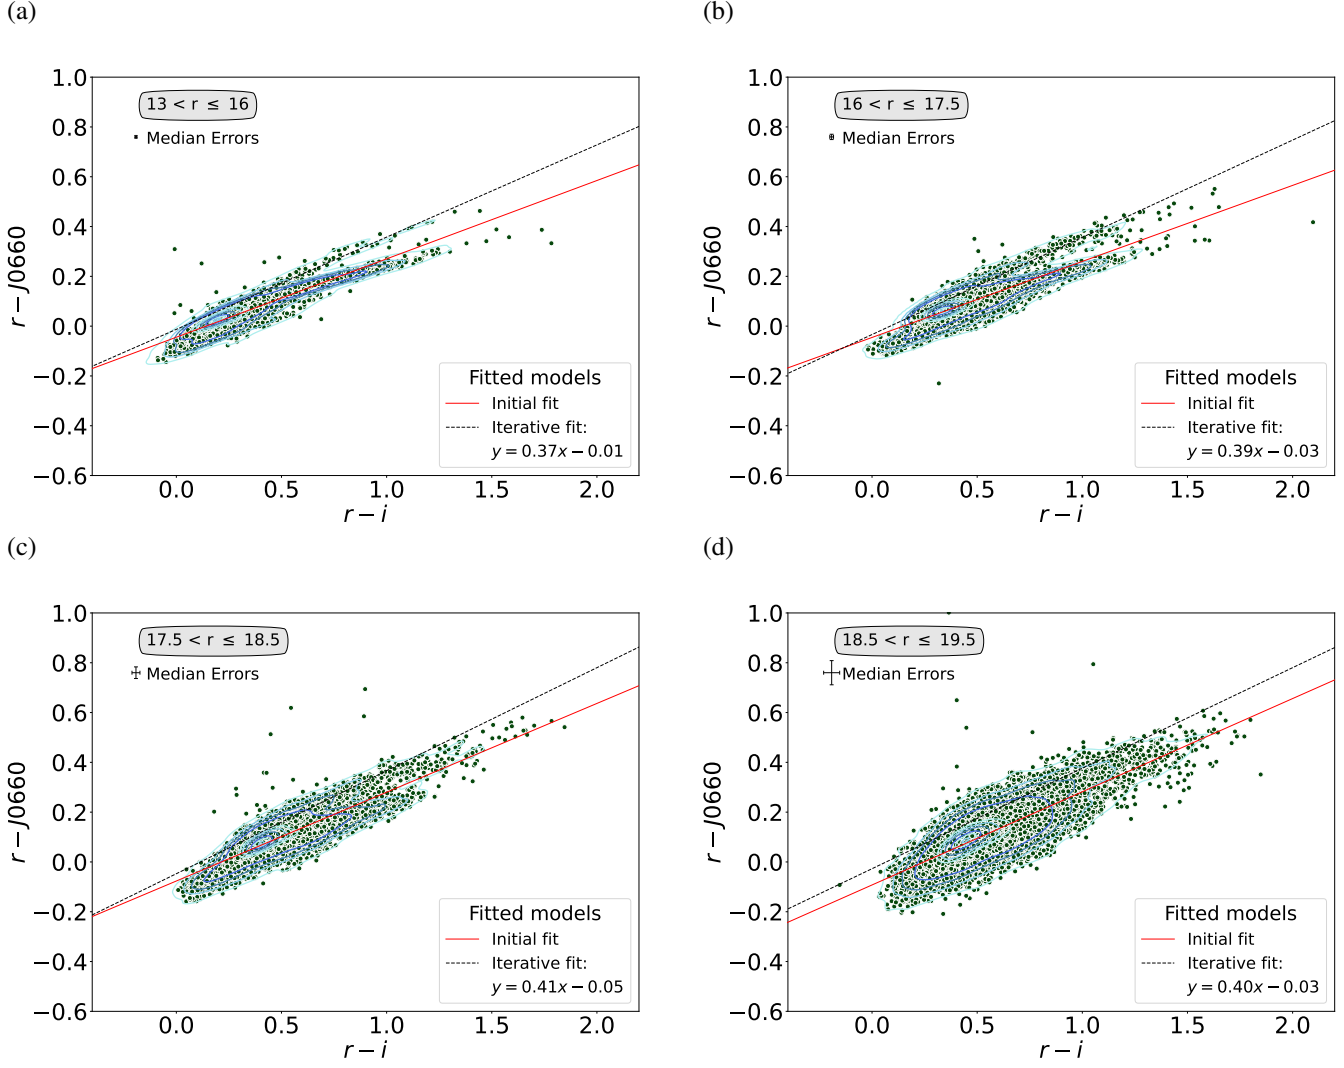 (a)
1.0
0.8
0.6
0.4
0.2
0.0
−0.2
−0.4
−0.6
r − J0660
13 < r ≤ 16
Median Errors
Fitted models
Initial fit
Iterative fit:
y = 0.37x − 0.01
0.0 0.5 1.0 1.5 2.0
r − i
(b)
1.0
0.8
0.6
0.4
0.2
0.0
−0.2
−0.4
−0.6
r − J0660
16 < r ≤ 17.5
Median Errors
Fitted models
Initial fit
Iterative fit:
y = 0.39x − 0.03
0.0 0.5 1.0 1.5 2.0
r − i
(c)
1.0
0.8
0.6
0.4
0.2
0.0
−0.2
−0.4
−0.6
r − J0660
17.5 < r ≤ 18.5
Median Errors
Fitted models
Initial fit
Iterative fit:
y = 0.41x − 0.05
0.0 0.5 1.0 1.5 2.0
r − i
(d)
1.0
0.8
0.6
0.4
0.2
0.0
−0.2
−0.4
−0.6
r − J0660
18.5 < r ≤ 19.5
Median Errors
Fitted models
Initial fit
Iterative fit:
y = 0.40x − 0.03
0.0 0.5 1.0 1.5 2.0
r − i